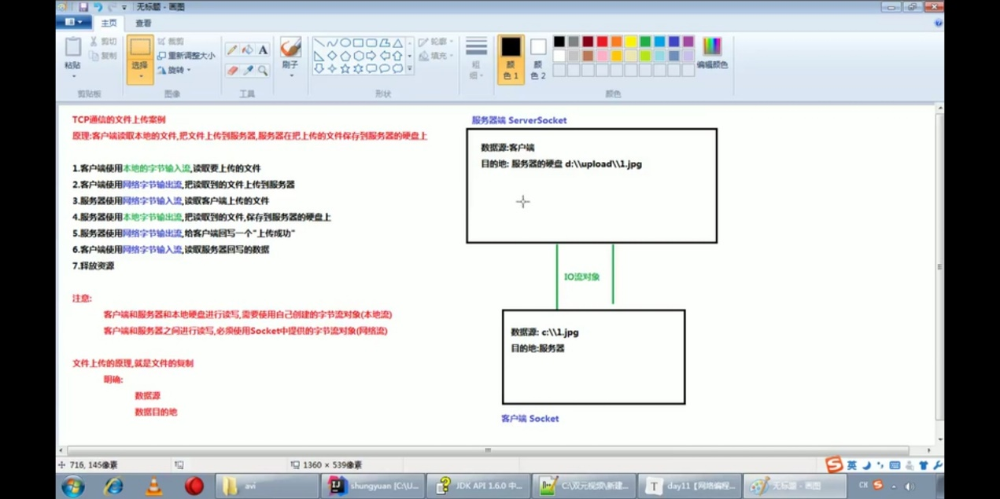 无标题 - 画图
主页
查看
剪切
复制
粘贴
剪贴板
裁剪
重新调整大小
旋转
选择
图像
A
工具
刷子
轮廓
填充
形状
粗
细
颜
色 1
颜
色 2
编辑颜色
颜色
TCP通信的文件上传案例
原理:客户端读取本地的文件,把文件上传到服务器,服务器在把上传的文件保存到服务器的硬盘上
1.客户端使用本地的字节输入流,读取要上传的文件
2.客户端使用网络字节输出流,把读取到的文件上传到服务器
3.服务器使用网络字节输入流,读取客户端上传的文件
4.服务器使用本地字节输出流,把读取到的文件,保存到服务器的硬盘上
5.服务器使用网络字节输出流,给客户端回写一个"上传成功"
6.客户端使用网络字节输入流,读取服务器回写的数据
7.释放资源
注意:
客户端和服务器和本地硬盘进行读写,需要使用自己创建的字节流对象(本地流)
客户端和服务器之间进行读写,必须使用Socket中提供的字节流对象(网络流)
文件上传的原理,就是文件的复制
明确:
数据源
数据目的地
服务器端 ServerSocket
数据源:客户端
目的地: 服务器的硬盘 d:\\upload\\1.jpg
IO流对象
数据源: c:\\1.jpg
目的地:服务器
客户端 Socket
716, 145像素
1360 × 539像素
英
avi
shungyuan [C:\U...
JDK API 1.6.0 中...
C:\双元视频\新建...
day11【网络编程...
无标题 - 画图
CH